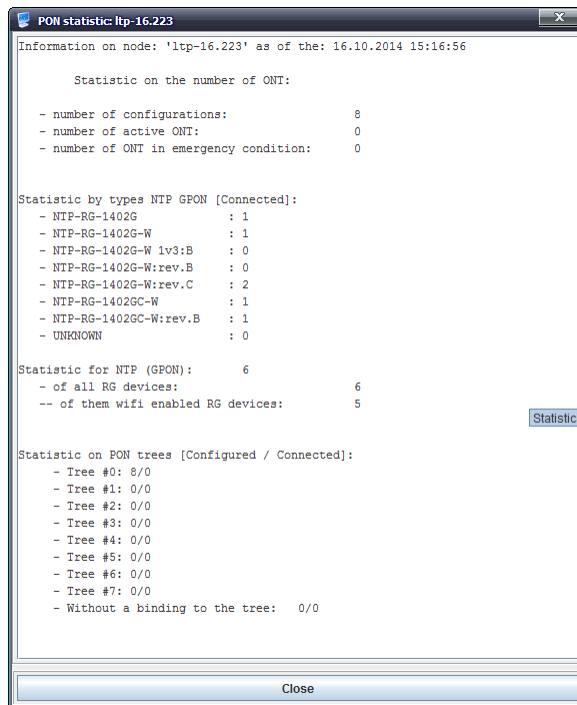 PON statistic: ltp-16.223
X
Information on node: 'ltp-16.223' as of the: 16.10.2014 15:16:56
Statistic on the number of ONT:
- number of configurations: 8
- number of active ONT: 0
- number of ONT in emergency condition: 0
Statistic by types NTP GPON [Connected]:
- NTP-RG-1402G : 1
- NTP-RG-1402G-W : 1
- NTP-RG-1402G-W 1v3:B : 0
- NTP-RG-1402G-W:rev.B : 0
- NTP-RG-1402G-W:rev.C : 2
- NTP-RG-1402GC-W : 1
- NTP-RG-1402GC-W:rev.B : 1
- UNKNOWN : 0
Statistic for NTP (GPON): 6
- of all RG devices: 6
-- of them wifi enabled RG devices: 5
Statistic
Statistic on PON trees [Configured / Connected]:
- Tree #0: 8/0
- Tree #1: 0/0
- Tree #2: 0/0
- Tree #3: 0/0
- Tree #4: 0/0
- Tree #5: 0/0
- Tree #6: 0/0
- Tree #7: 0/0
- Without a binding to the tree: 0/0
Close